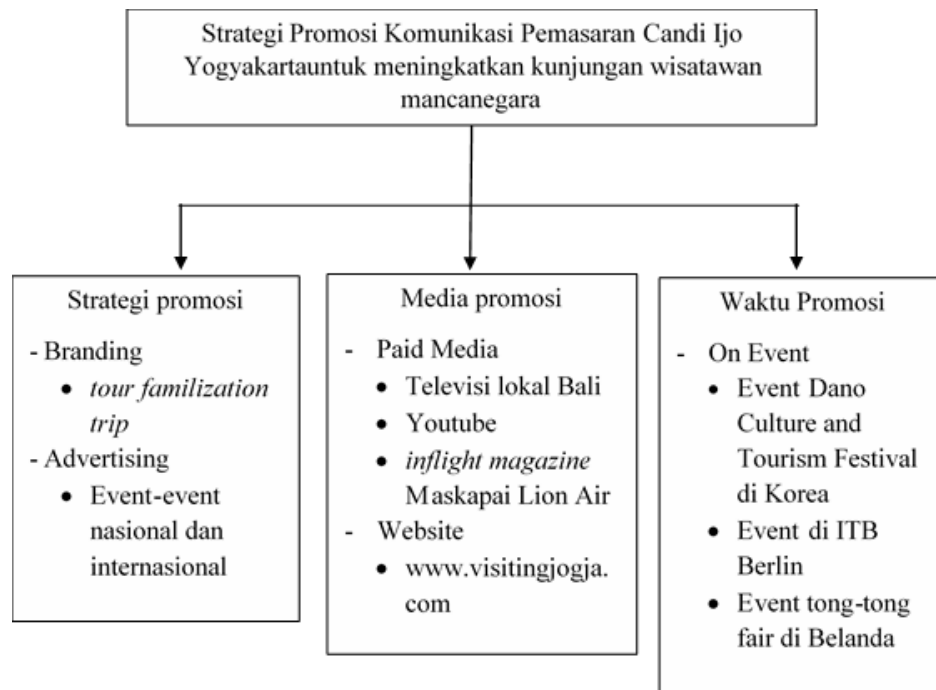 Strategi Promosi Komunikasi Pemasaran Candi Ijo
Yogyakartauntuk meningkatkan kunjungan wisatawan
mancanegara
Strategi promosi
- Branding
• tour familization
trip
- Advertising
• Event-event
nasional dan
internasional
Media promosi
- Paid Media
• Televisi lokal Bali
• Youtube
• inflight magazine
Maskapai Lion Air
- Website
• www.visitingjogja.
com
Waktu Promosi
- On Event
• Event Dano
Culture and
Tourism Festival
di Korea
• Event di ITB
Berlin
• Event tong-tong
fair di Belanda